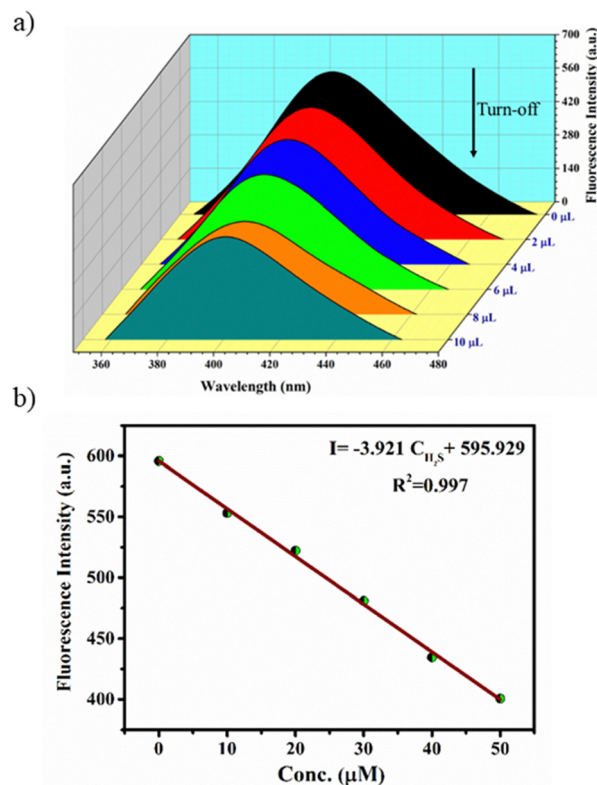 a)
700
560
420
280
140
0
Fluorescence Intensity (a.u.)
Turn-off
0 µL
2 µL
4 µL
6 µL
8 µL
10 µL
360
400
420
440
460
480
Wavelength (nm)
b)
I= -3.921 C_{H₂S}+ 595.929
R²=0.997
600
550
500
450
400
Fluorescence Intensity (a.u.)
0
10
20
30
40
50
Conc. (µM)